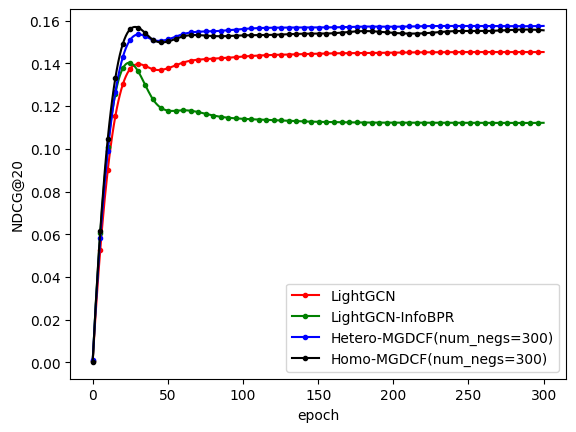 0.16
0.14
0.12
0.10
0.08
0.06
0.04
0.02
0.00
NDCG@20
LightGCN
LightGCN-InfoBPR
Hetero-MGDCF(num_negs=300)
Homo-MGDCF(num_negs=300)
0 50 100 150 200 250 300
epoch